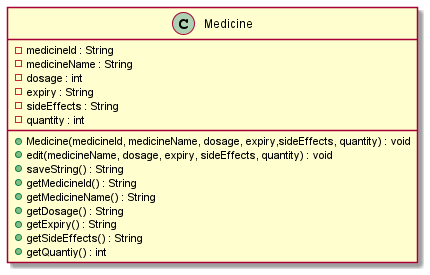 C Medicine
medicineId : String
medicineName : String
dosage : int
expiry : String
sideEffects : String
quantity : int
Medicine(medicineId, medicineName, dosage, expiry,sideEffects, quantity) : void
edit(medicineName, dosage, expiry, sideEffects, quantity) : void
saveString() : String
getMedicineId() : String
getMedicineName() : String
getDosage() : String
getExpiry() : String
getSideEffects() : String
getQuantiy() : int